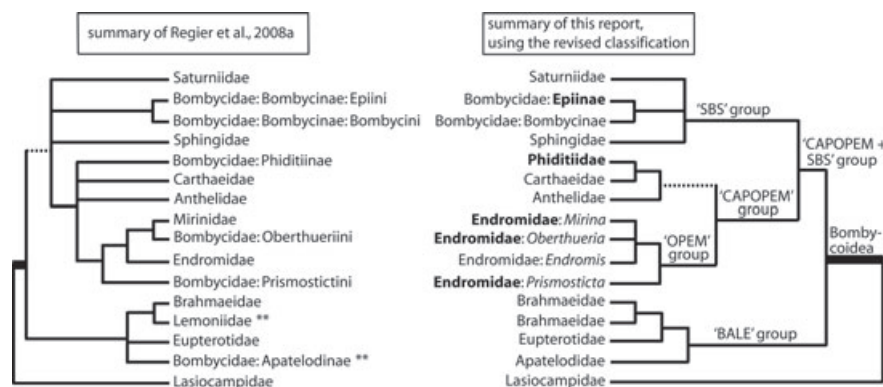 summary of Regier et al., 2008a
Saturniidae
Bombycidae: Bombycinae: Epiini
Bombycidae: Bombycinae: Bombycini
Sphingidae
Bombycidae: Phiditiinae
Carthaeidae
Anthelidae
Mirinidae
Bombycidae: Oberthueriini
Endromidae
Bombycidae: Prismostictini
Brahmaeidae
Lemoniidae **
Eupterotidae
Bombycidae: Apatelodinae **
Lasiocampidae
summary of this report,
using the revised classification
Saturniidae
Bombycidae: Epiinae
Bombycidae: Bombycinae
Sphingidae
Phiditiidae
Carthaeidae
Anthelidae
Endromidae: Mirina
Endromidae: Oberthueria
Endromidae: Endromis
Endromidae: Prismosticta
Brahmaeidae
Brahmaeidae
Eupterotidae
Apatelodidae
Lasiocampidae
'SBS' group
'CAPOPEM +
SBS' group
'CAPOPEM'
group
'OPEM'
group
'BALE' group
Bomby-
coidea